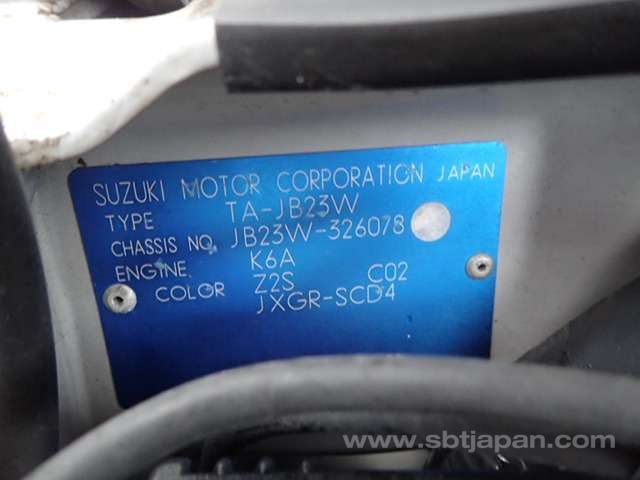 SUZUKI MOTOR CORPORATION JAPAN
TYPE TA-JB23W
CHASSIS NO. JB23W-326078
ENGINE K6A
COLOR Z2S C02
JXGR-SCD4
www.sbtjapan.com